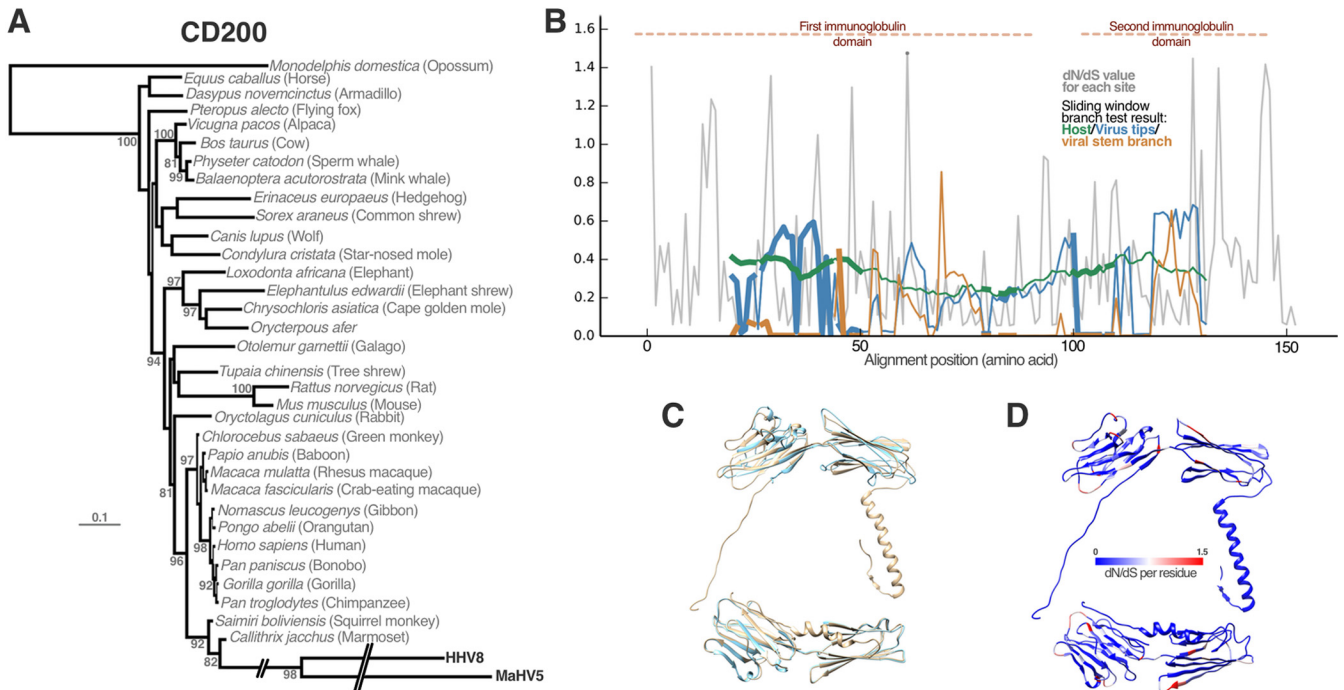 A
CD200
Monodelphis domestica (Opossum)
Equus caballus (Horse)
Dasypus novemcinctus (Armadillo)
Pteropus alecto (Flying fox)
Vicugna pacos (Alpaca)
100
100
Bos taurus (Cow)
81
Physeter catodon (Sperm whale)
99
Balaenoptera acutorostrata (Mink whale)
Erinaceus europaeus (Hedgehog)
Sorex araneus (Common shrew)
Canis lupus (Wolf)
Condylura cristata (Star-nosed mole)
97
Loxodonta africana (Elephant)
Elephantulus edwardii (Elephant shrew)
97
Chrysochloris asiatica (Cape golden mole)
Orycterpous afer
Otolemur garnettii (Galago)
94
Tupaia chinensis (Tree shrew)
100
Rattus norvegicus (Rat)
Mus musculus (Mouse)
Oryctolagus cuniculus (Rabbit)
Chlorocebus sabaeus (Green monkey)
97
Papio anubis (Baboon)
Macaca mulatta (Rhesus macaque)
81
Macaca fascicularis (Crab-eating macaque)
Nomascus leucogenys (Gibbon)
0.1
Pongo abelii (Orangutan)
98
Homo sapiens (Human)
96
Pan paniscus (Bonobo)
92
Gorilla gorilla (Gorilla)
Pan troglodytes (Chimpanzee)
Saimiri boliviensis (Squirrel monkey)
92
Callithrix jacchus (Marmoset)
82
HHV8
98
MaHV5
B
1.6
1.4
1.2
1.0
0.8
0.6
0.4
0.2
0.0
First immunoglobulin
domain
Second immunoglobulin
domain
dN/dS value
for each site
Sliding window
branch test result:
Host/Virus tips/
viral stem branch
0 50 100 150
Alignment position (amino acid)
C
D
0 1.5
dN/dS per residue